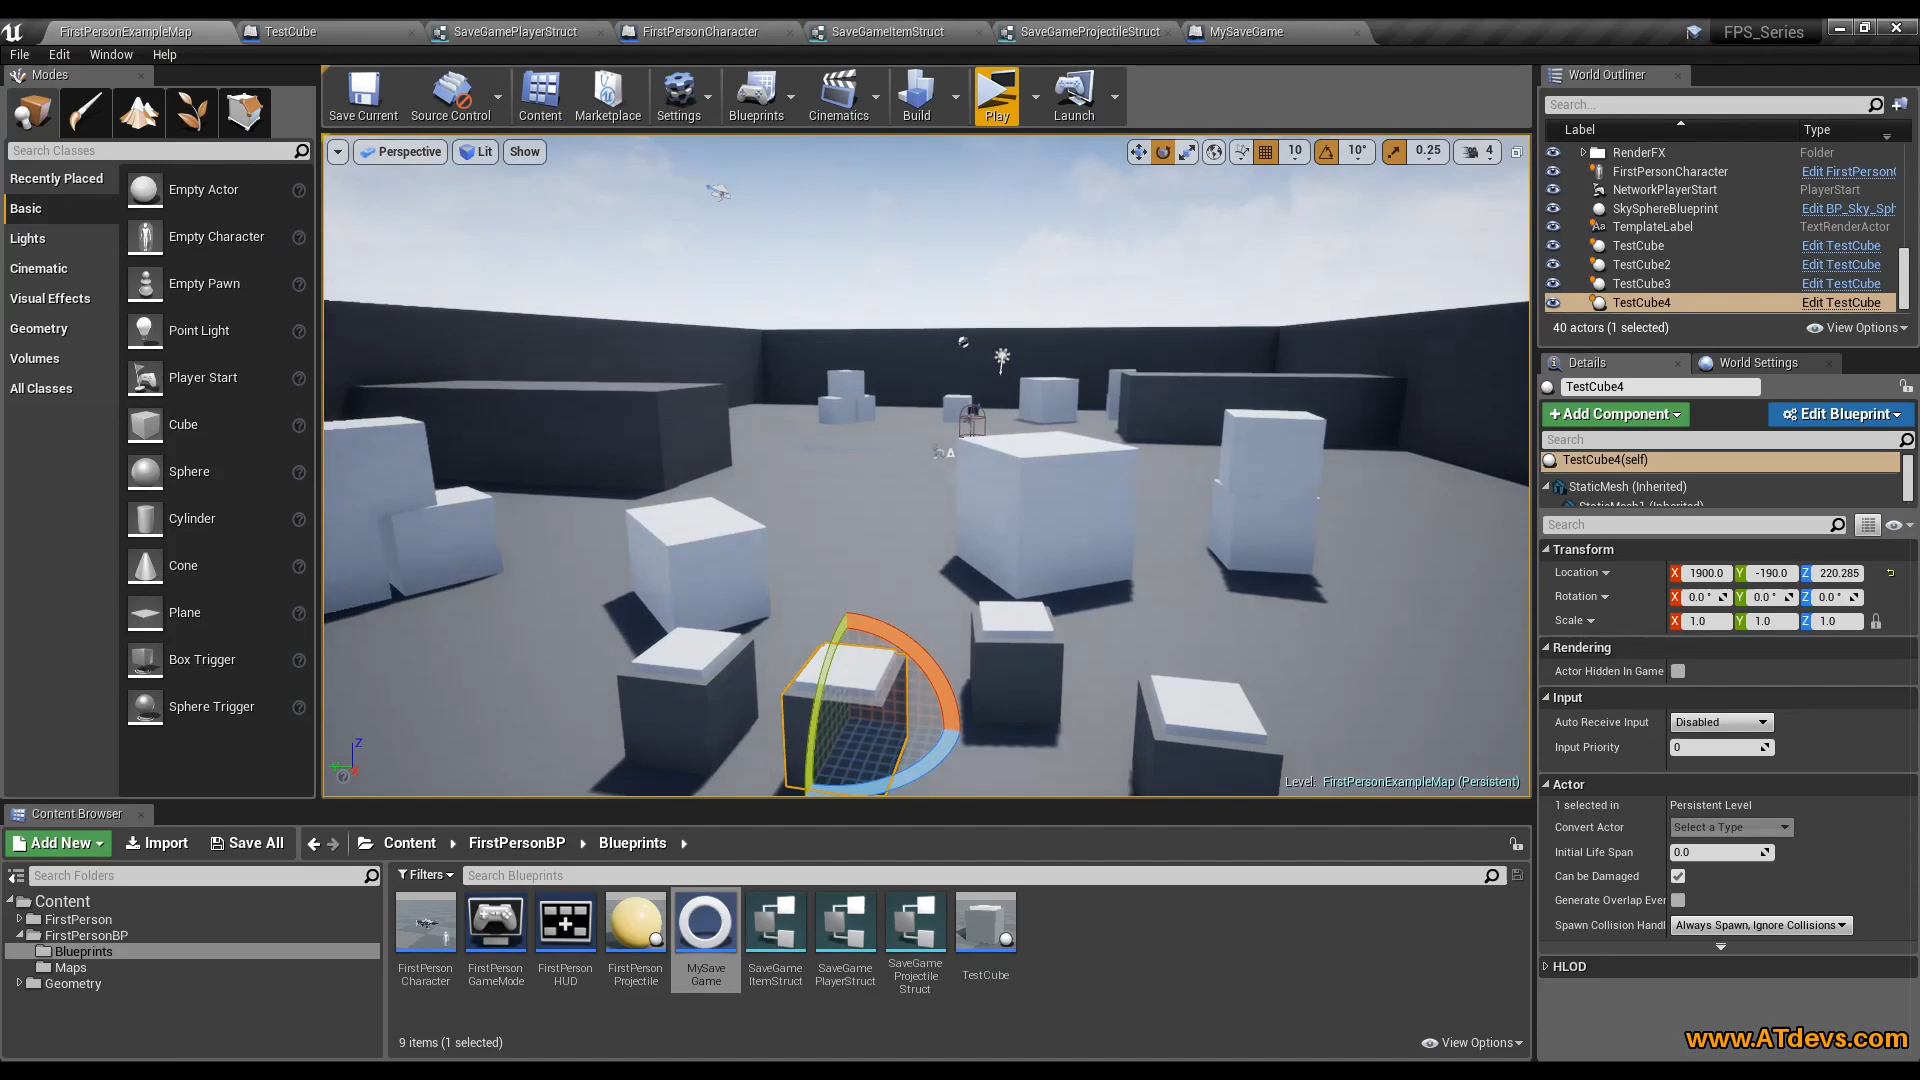 FirstPersonExampleMap
TestCube
SaveGamePlayerStruct
FirstPersonCharacter
SaveGameItemStruct
SaveGameProjectileStruct
MySaveGame
FPS_Series
File Edit Window Help
Modes
Search Classes
Recently Placed
Basic
Lights
Cinematic
Visual Effects
Geometry
Volumes
All Classes
Empty Actor
Empty Character
Empty Pawn
Point Light
Player Start
Cube
Sphere
Cylinder
Cone
Plane
Box Trigger
Sphere Trigger
Save Current
Source Control
Content
Marketplace
Settings
Blueprints
Cinematics
Build
Play
Launch
Perspective Lit Show
10 10° 0.25 4
Level: FirstPersonExampleMap (Persistent)
World Outliner
Search...
Label Type
RenderFX Folder
FirstPersonCharacter Edit FirstPerson
NetworkPlayerStart PlayerStart
SkySphereBlueprint Edit BP_Sky_Sph
TemplateLabel TextRenderActor
TestCube Edit TestCube
TestCube2 Edit TestCube
TestCube3 Edit TestCube
TestCube4 Edit TestCube
40 actors (1 selected) View Options
Details World Settings
TestCube4
+Add Component Edit Blueprint
Search
TestCube4(self)
StaticMesh (Inherited)
StaticMesh1 (Inherited)
Search
Transform
Location X 1900.0 Y -190.0 Z 220.285
Rotation X 0.0 ° Y 0.0 ° Z 0.0 °
Scale X 1.0 Y 1.0 Z 1.0
Rendering
Actor Hidden In Game
Input
Auto Receive Input Disabled
Input Priority 0
Actor
1 selected in Persistent Level
Convert Actor Select a Type
Initial Life Span 0.0
Can be Damaged
Generate Overlap Ever
Spawn Collision Handl Always Spawn, Ignore Collisions
HLOD
Content Browser
Add New Import Save All Content FirstPersonBP Blueprints
Search Folders
Content
FirstPerson
FirstPersonBP
Blueprints
Maps
Geometry
Filters Search Blueprints
FirstPerson
Character
FirstPerson
GameMode
FirstPerson
HUD
FirstPerson
Projectile
MySave
Game
SaveGame
ItemStruct
SaveGame
PlayerStruct
SaveGame
Projectile
Struct
TestCube
9 items (1 selected) View Options
www.ATdevs.com